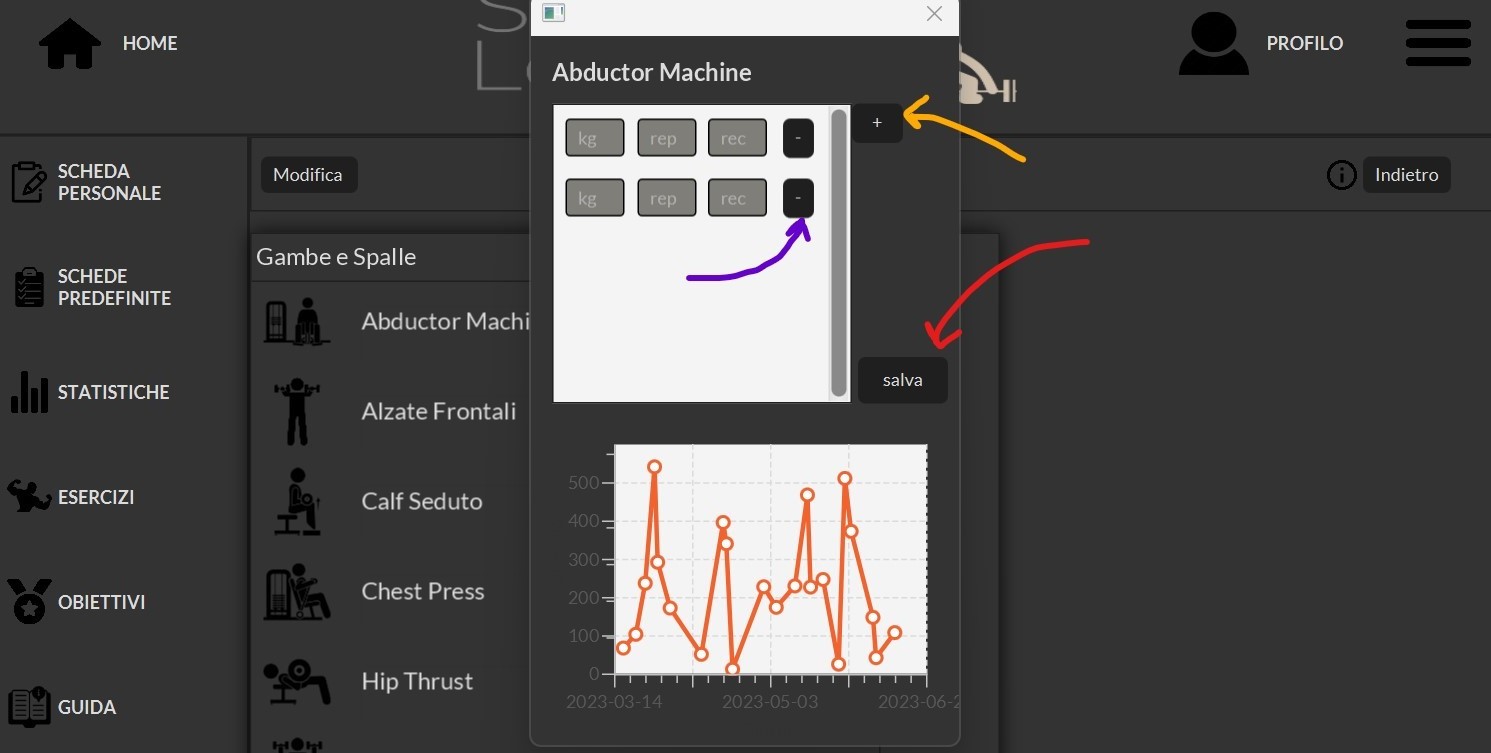 HOME
PROFILO
Abductor Machine
+
kg rep rec -
kg rep rec -
salva
Modifica
Indietro
SCHEDA
PERSONALE
SCHEDE
PREDEFINITE
STATISTICHE
ESERCIZI
OBIETTIVI
GUIDA
Gambe e Spalle
Abductor Machi
Alzate Frontali
Calf Seduto
Chest Press
Hip Thrust
500
400
300
200
100
0
2023-03-14 2023-05-03 2023-06-2